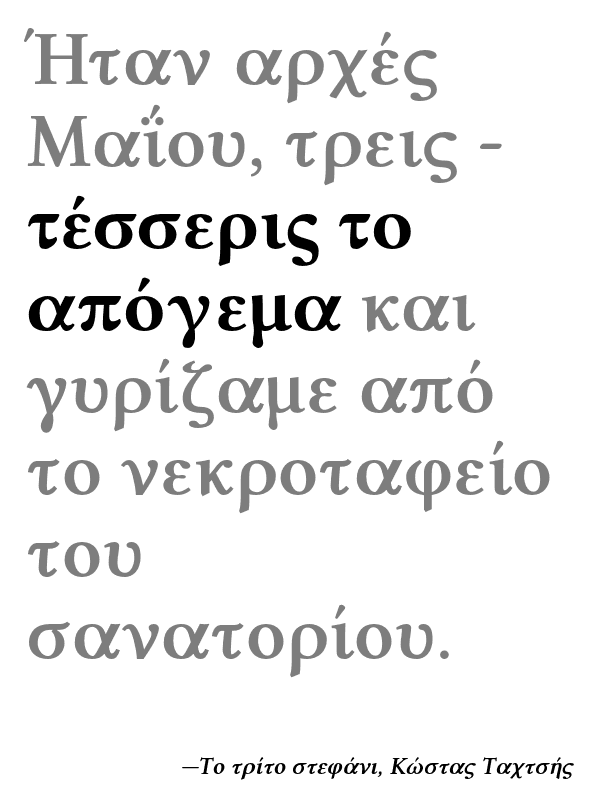 Ήταν αρχές
Μαΐου, τρεις -
τέσσερις το
απόγεμα και
γυρίζαμε από
το νεκροταφείο
του
σανατορίου.
—Το τρίτο στεφάνι, Κώστας Ταχτσής